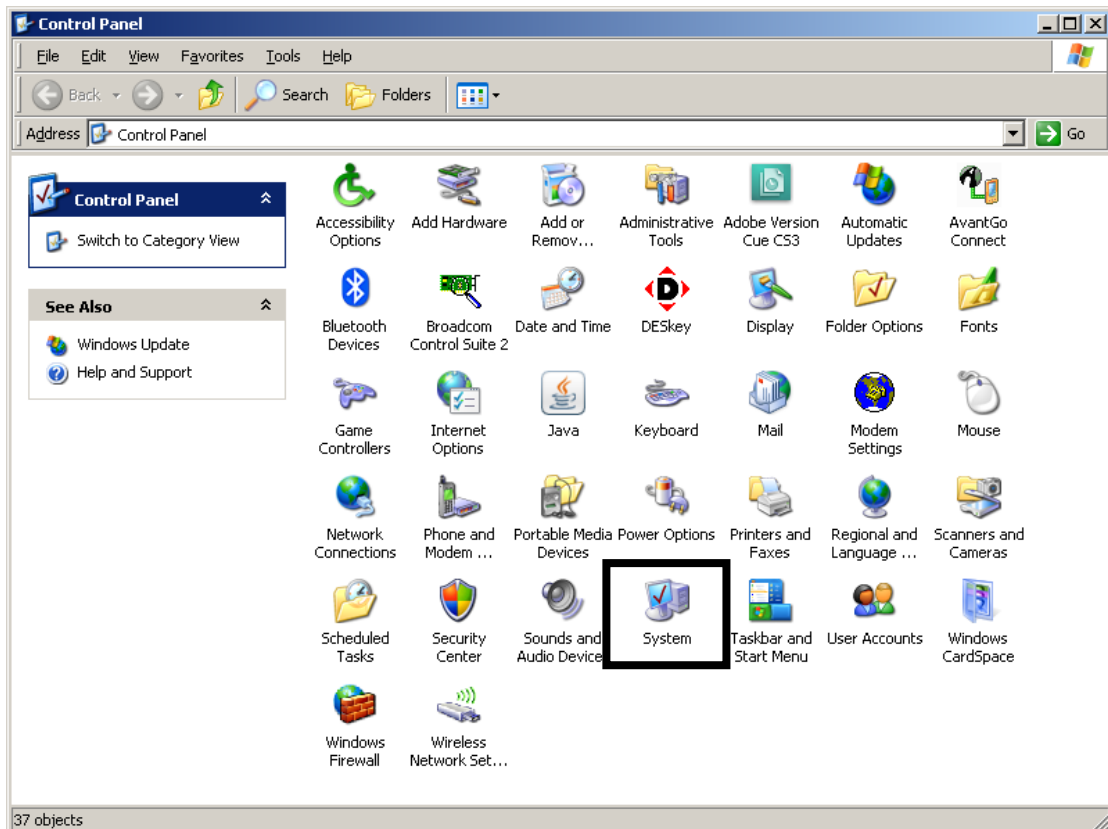 Control Panel
File Edit View Favorites Tools Help
Back Search Folders
Address Control Panel Go
Control Panel
Switch to Category View
See Also
Windows Update
Help and Support
Accessibility Options
Add Hardware
Add or Remov...
Administrative Tools
Adobe Version Cue CS3
Automatic Updates
AvantGo Connect
Bluetooth Devices
Broadcom Control Suite 2
Date and Time
DESkey
Display
Folder Options
Fonts
Game Controllers
Internet Options
Java
Keyboard
Mail
Modem Settings
Mouse
Network Connections
Phone and Modem ...
Portable Media Devices
Power Options
Printers and Faxes
Regional and Language ...
Scanners and Cameras
Scheduled Tasks
Security Center
Sounds and Audio Device
System
Taskbar and Start Menu
User Accounts
Windows CardSpace
Windows Firewall
Wireless Network Set...
37 objects